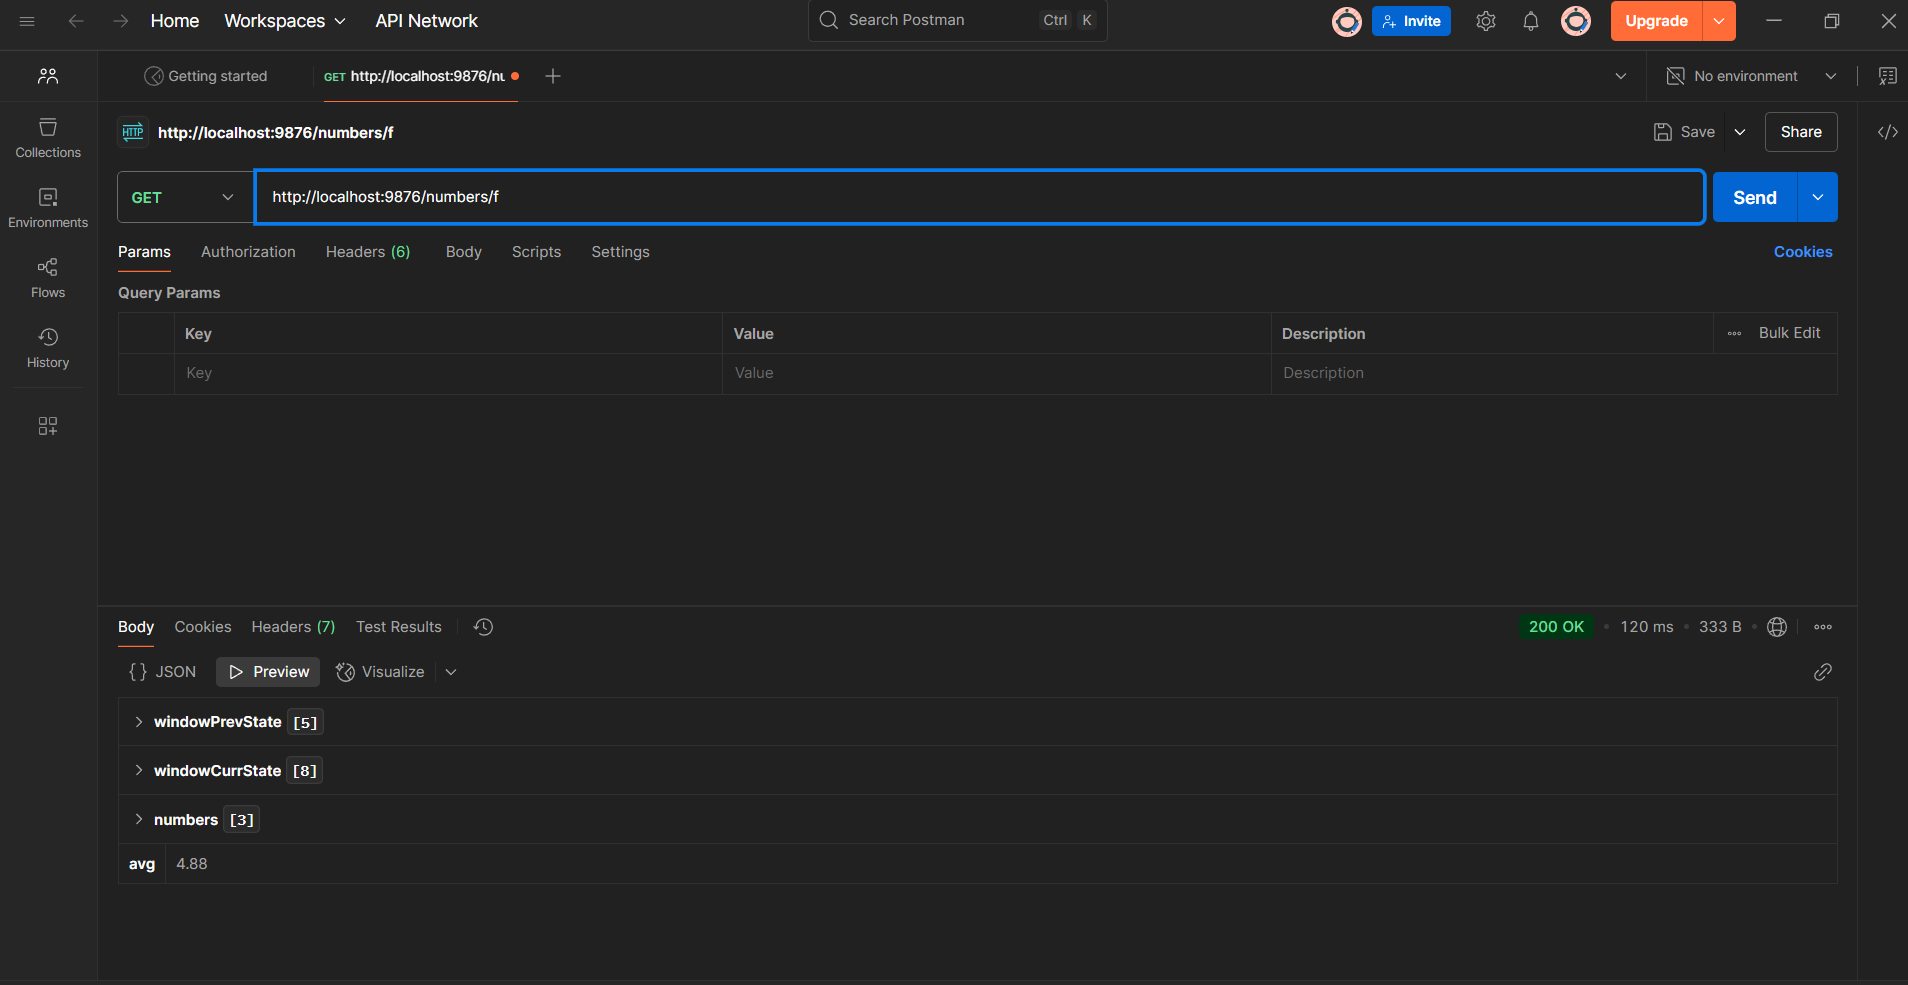 Home Workspaces API Network Search Postman Ctrl K Invite Upgrade
Getting started GET http://localhost:9876/nu No environment
HTTP http://localhost:9876/numbers/f Save Share
Collections
GET http://localhost:9876/numbers/f Send
Environments
Params Authorization Headers (6) Body Scripts Settings Cookies
Flows
Query Params
Key Value Description Bulk Edit
History
Key Value Description
Body Cookies Headers (7) Test Results 200 OK 120 ms 333 B
{} JSON Preview Visualize
windowPrevState [5]
windowCurrState [8]
numbers [3]
avg 4.88